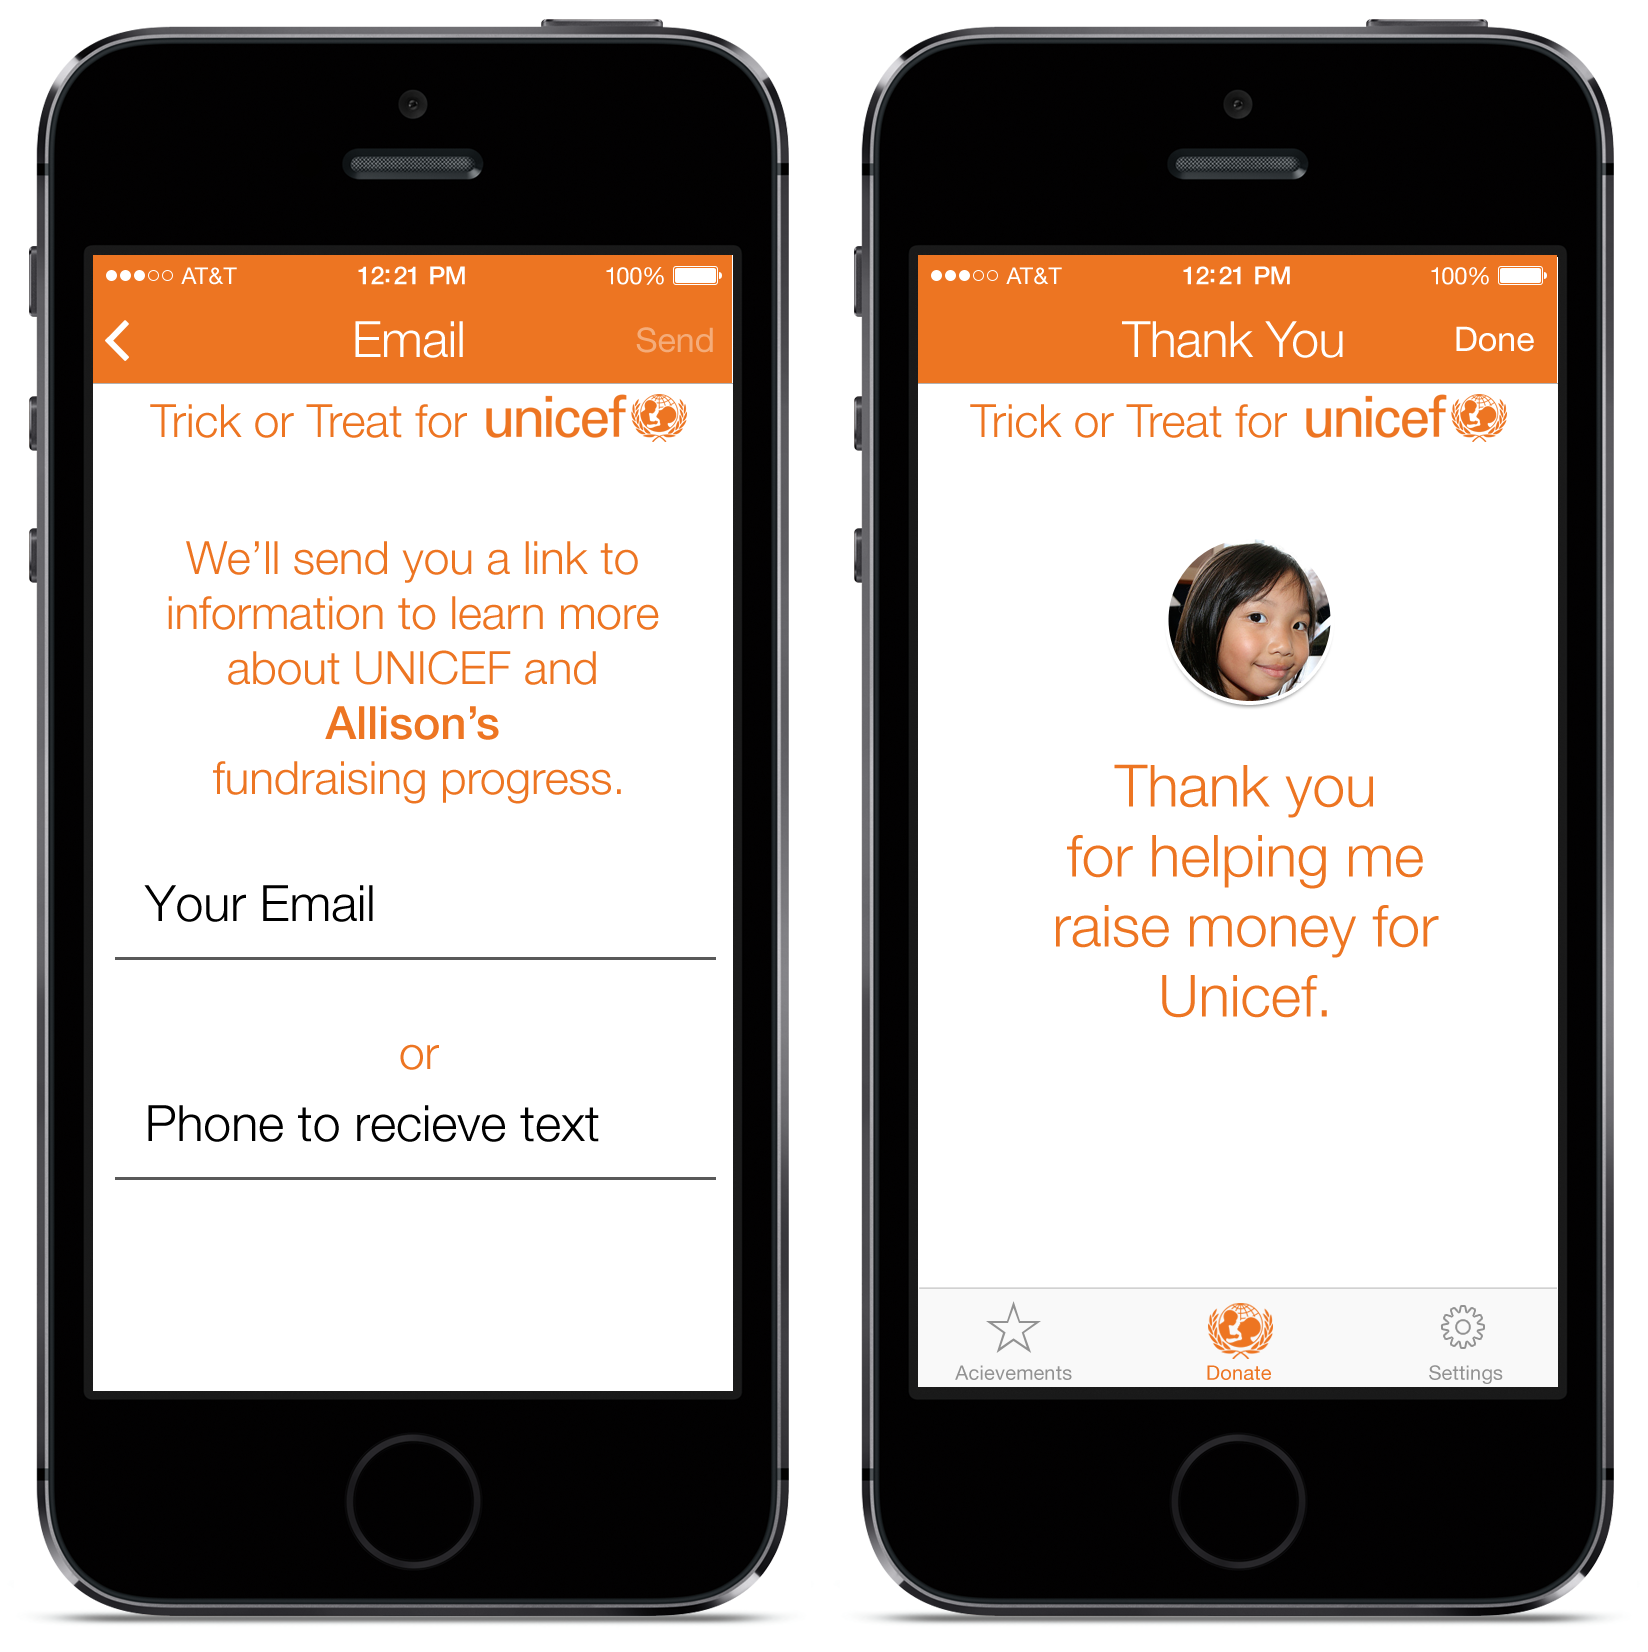 AT&T 12:21 PM 100%
Email Send
Trick or Treat for unicef
We'll send you a link to
information to learn more
about UNICEF and
Allison's
fundraising progress.
Your Email
or
Phone to recieve text
AT&T 12:21 PM 100%
Thank You Done
Trick or Treat for unicef
Thank you
for helping me
raise money for
Unicef.
Acievements Donate Settings